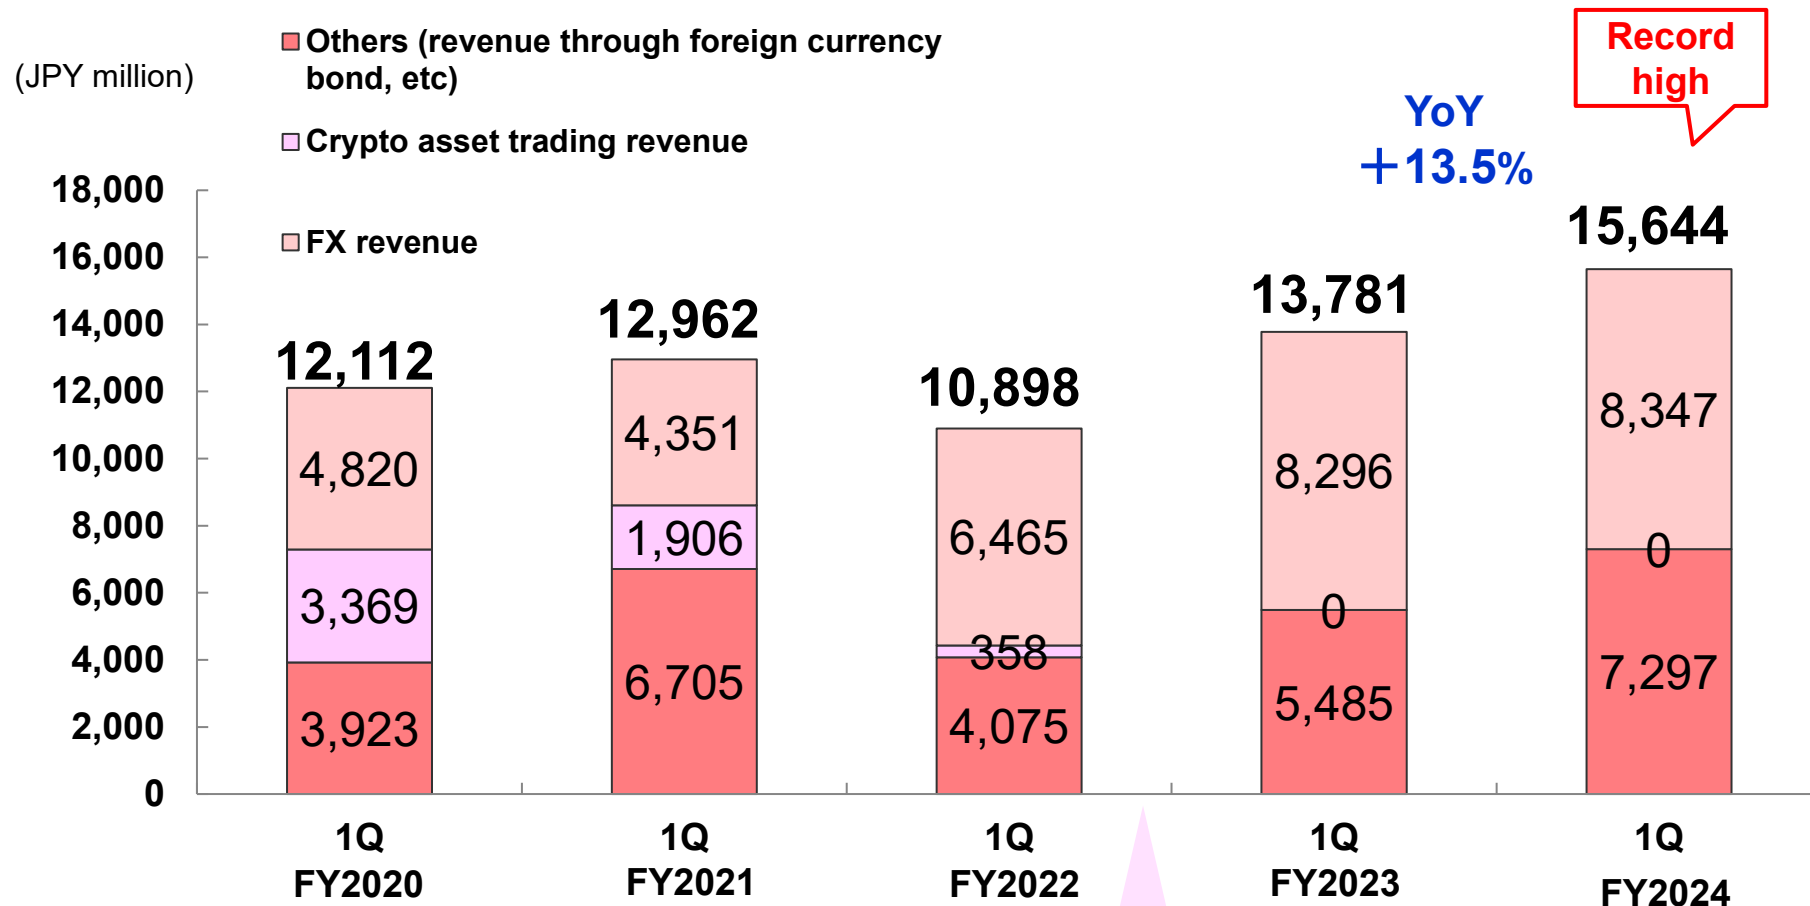 (JPY million)
Others (revenue through foreign currency
bond, etc)
Crypto asset trading revenue
FX revenue
Record
high
YoY
+13.5%
18,000
16,000
14,000
12,000
10,000
8,000
6,000
4,000
2,000
0
12,112
4,820
3,369
3,923
12,962
4,351
1,906
6,705
10,898
6,465
358
4,075
13,781
8,296
0
5,485
15,644
8,347
0
7,297
1Q
FY2020
1Q
FY2021
1Q
FY2022
1Q
FY2023
1Q
FY2024